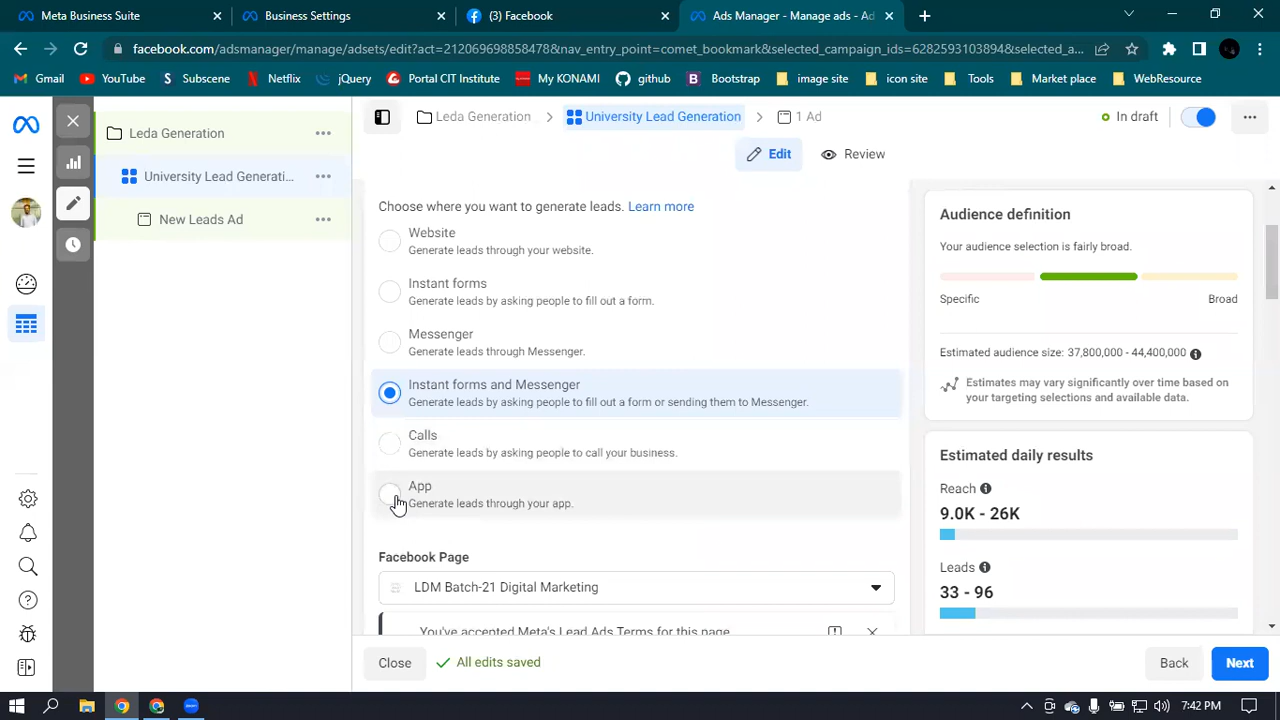 Meta Business Suite
Business Settings
(3) Facebook
Ads Manager - Manage ads - Ad
facebook.com/adsmanager/manage/adsets/edit?act=212069698858478&nav_entry_point=comet_bookmark&selected_campaign_ids=6282593103894&selected_a...
Gmail
YouTube
Subscene
Netflix
jQuery
Portal CIT Institute
My KONAMI
github
Bootstrap
image site
icon site
Tools
Market place
WebResource
Leda Generation
University Lead Generati...
New Leads Ad
Leda Generation
University Lead Generation
1 Ad
In draft
Edit
Review
Choose where you want to generate leads. Learn more
Website
Generate leads through your website.
Instant forms
Generate leads by asking people to fill out a form.
Messenger
Generate leads through Messenger.
Instant forms and Messenger
Generate leads by asking people to fill out a form or sending them to Messenger.
Calls
Generate leads by asking people to call your business.
App
Generate leads through your app.
Facebook Page
LDM Batch-21 Digital Marketing
You've accepted Meta's Lead Ads Terms for this page
Audience definition
Your audience selection is fairly broad.
Specific
Broad
Estimated audience size: 37,800,000 - 44,400,000
Estimates may vary significantly over time based on
your targeting selections and available data.
Estimated daily results
Reach
9.0K - 26K
Leads
33 - 96
Close
All edits saved
Back
Next
7:42 PM